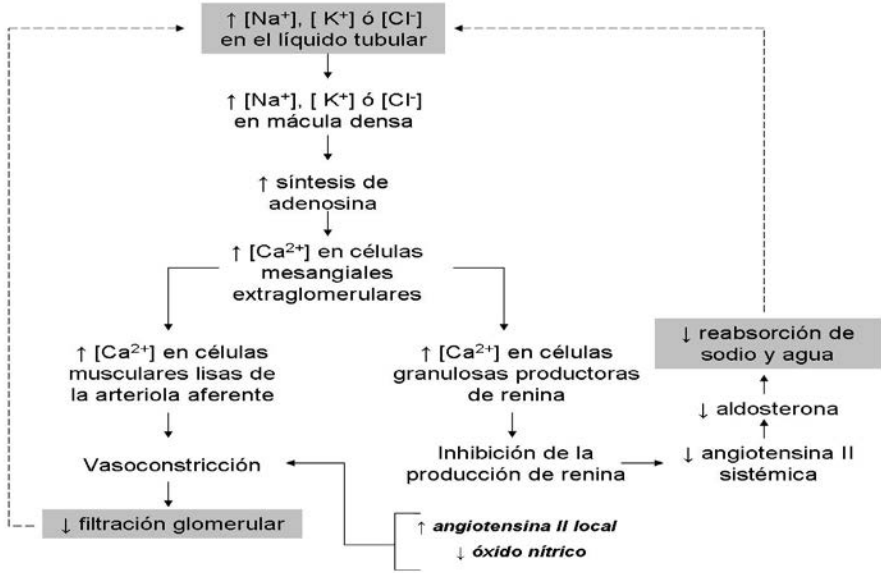 ↑ [Na⁺], [ K⁺] ó [Cl⁻]
en el líquido tubular
↑ [Na⁺], [ K⁺] ó [Cl⁻]
en mácula densa
↑ síntesis de
adenosina
↑ [Ca²⁺] en células
mesangiales
extraglomerulares
↑ [Ca²⁺] en células
musculares lisas de
la arteriola aferente
Vasoconstricción
↓ filtración glomerular
↑ [Ca²⁺] en células
granulosas productoras
de renina
Inhibición de la
producción de renina
↓ angiotensina II
sistémica
↓ aldosterona
↓ reabsorción de
sodio y agua
↑ angiotensina II local
↓ óxido nítrico